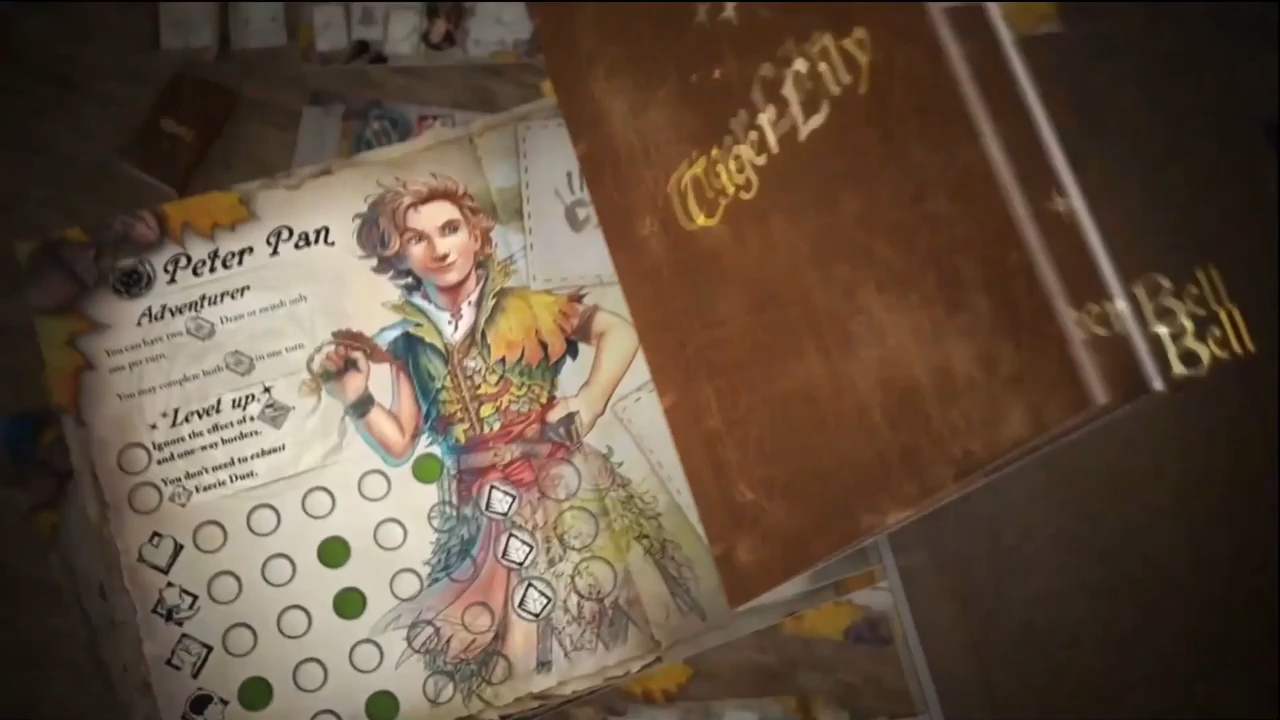 Peter Pan
Adventurer
You can have two Draw or switch only
one per turn.
You may complete both in one turn.
Level up:
Ignore the effect of a
and one-way borders.
You don't need to exhaust
Faerie Dust.
Tiger Lily
Bell